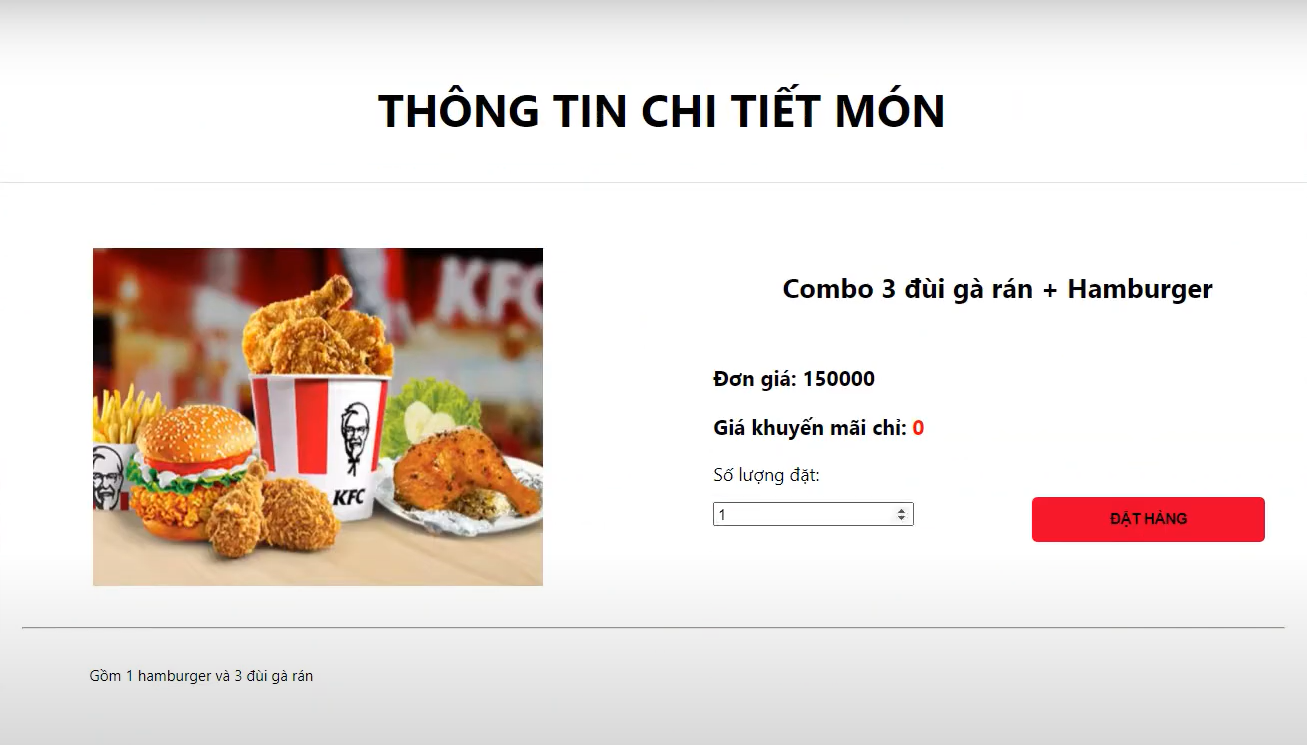 THÔNG TIN CHI TIẾT MÓN
KFC
KFC
Combo 3 đùi gà rán + Hamburger
Đơn giá: 150000
Giá khuyến mãi chỉ: 0
Số lượng đặt:
1
ĐẶT HÀNG
Gồm 1 hamburger và 3 đùi gà rán